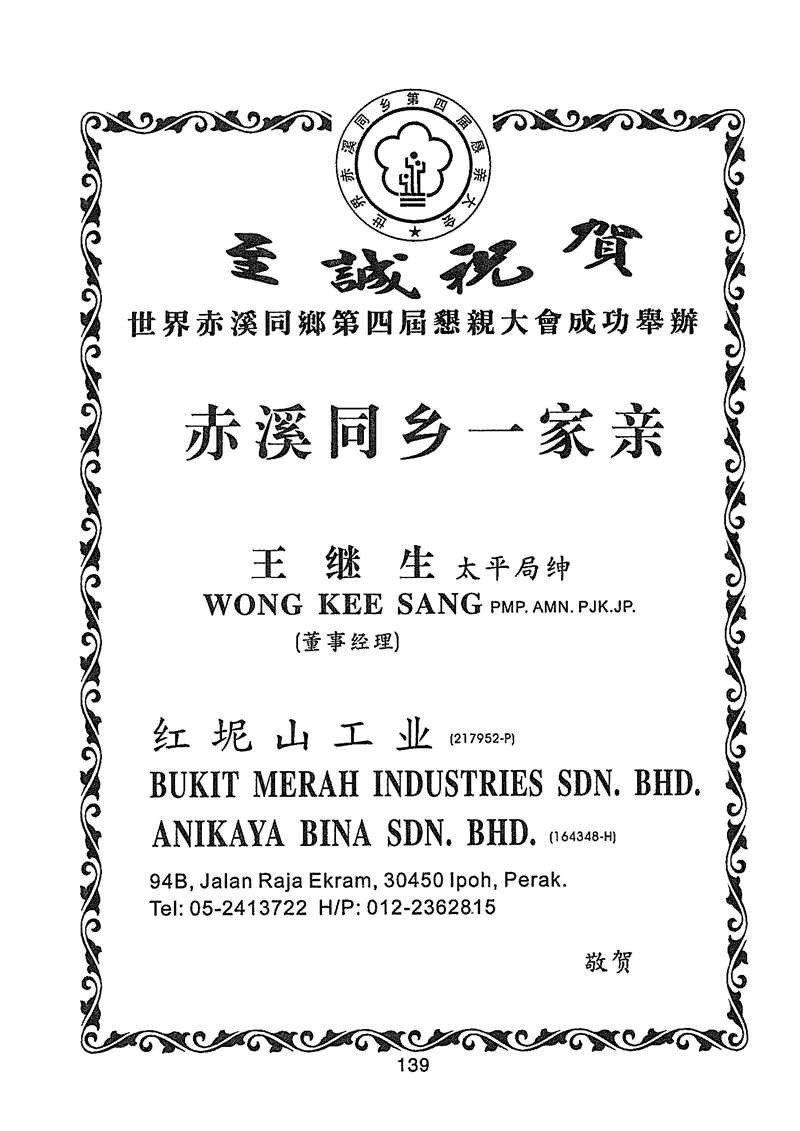 世界赤溪同乡第四届恳亲大会
至誠祝賀
世界赤溪同鄉第四屆懇親大會成功舉辦
赤溪同乡一家亲
王继生 太平局绅
WONG KEE SANG PMP. AMN. PJK.JP.
(董事经理)
红坭山工业 (217952-P)
BUKIT MERAH INDUSTRIES SDN. BHD.
ANIKAYA BINA SDN. BHD. (164348-H)
94B, Jalan Raja Ekram, 30450 Ipoh, Perak.
Tel: 05-2413722 H/P: 012-2362815
敬贺
139